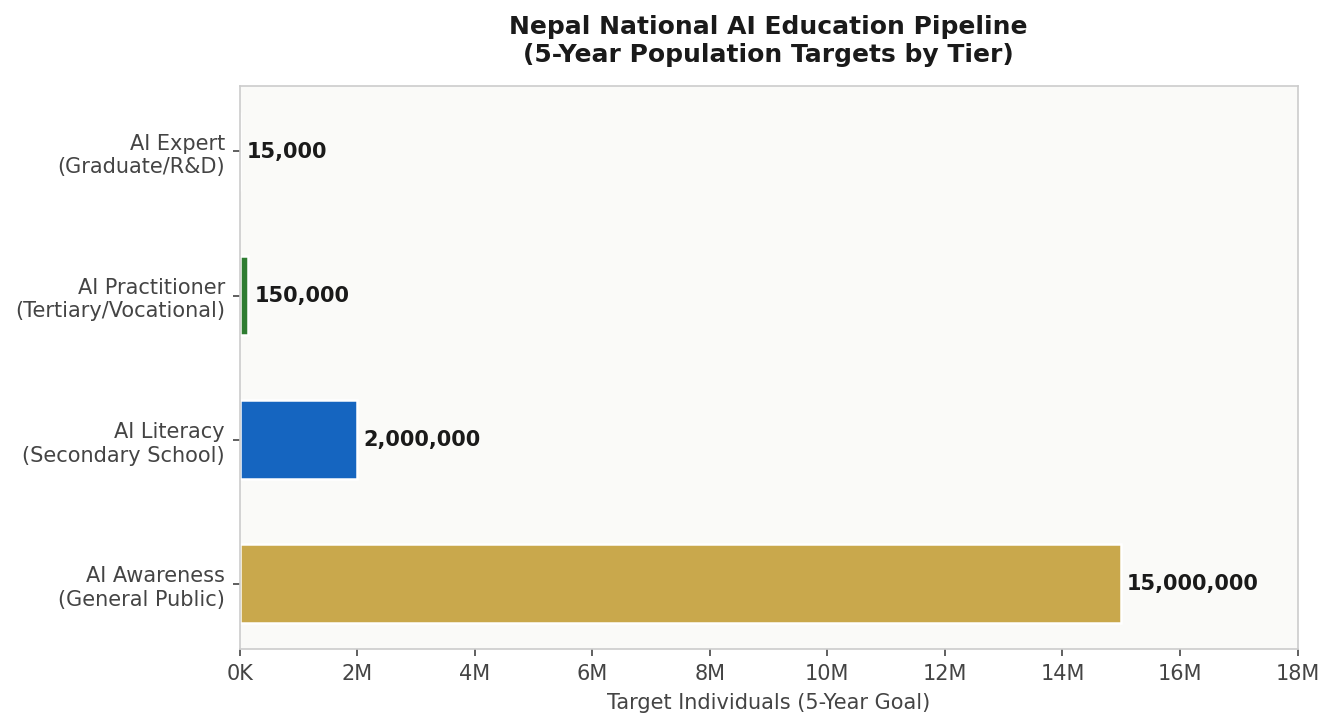 Nepal National AI Education Pipeline
(5-Year Population Targets by Tier)
AI Expert
(Graduate/R&D)
15,000
AI Practitioner
(Tertiary/Vocational)
150,000
AI Literacy
(Secondary School)
2,000,000
AI Awareness
(General Public)
15,000,000
0K 2M 4M 6M 8M 10M 12M 14M 16M 18M
Target Individuals (5-Year Goal)